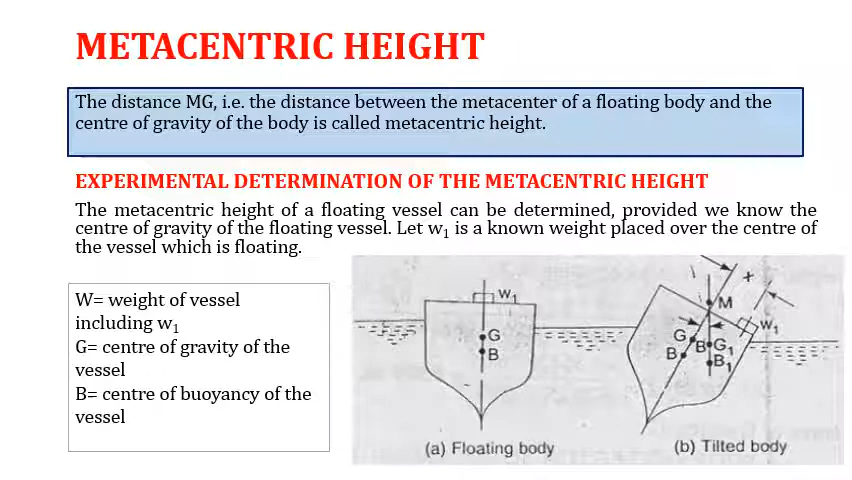 METACENTRIC HEIGHT
The distance MG, i.e. the distance between the metacenter of a floating body and the
centre of gravity of the body is called metacentric height.
EXPERIMENTAL DETERMINATION OF THE METACENTRIC HEIGHT
The metacentric height of a floating vessel can be determined, provided we know the
centre of gravity of the floating vessel. Let w₁ is a known weight placed over the centre of
the vessel which is floating.
W= weight of vessel
including w₁
G= centre of gravity of the
vessel
B= centre of buoyancy of the
vessel
W₁
G
B
(a) Floating body
x
M
W₁
G
B G₁
B
B₁
(b) Tilted body